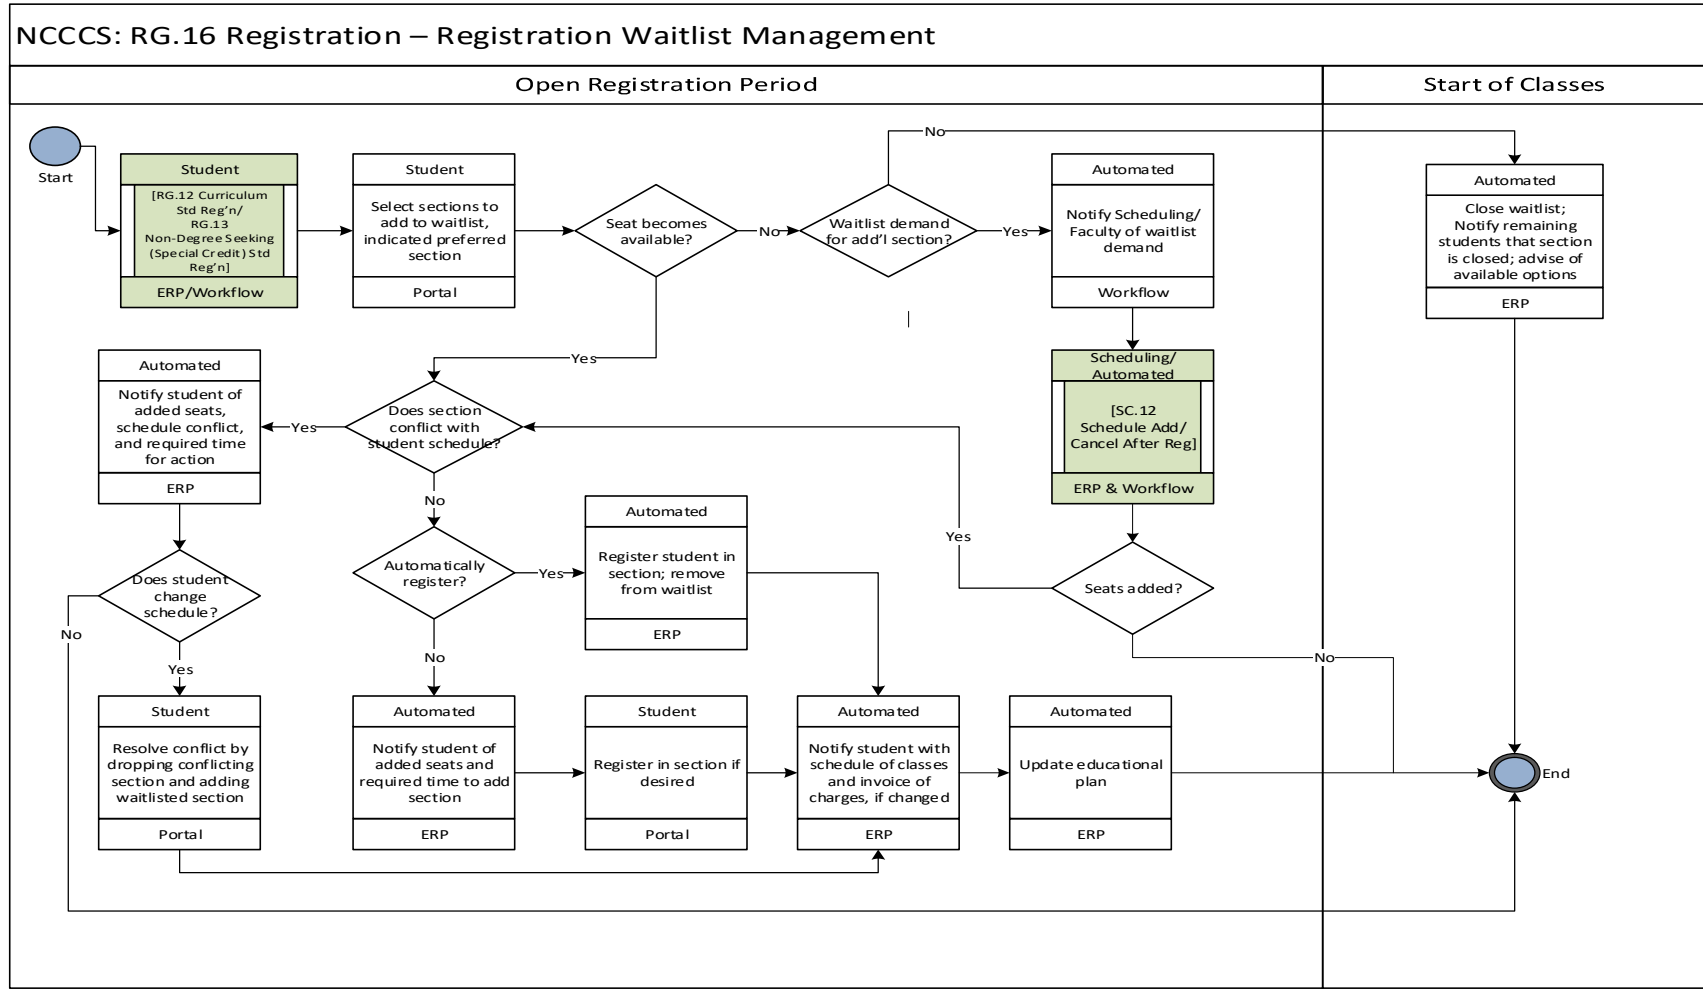 NCCCS: RG.16 Registration – Registration Waitlist Management
Open Registration Period
Start of Classes
Start
Student
[RG.12 Curriculum
Std Reg'n/
RG.13
Non-Degree Seeking
(Special Credit) Std
Reg'n]
ERP/Workflow
Student
Select sections to
add to waitlist,
indicated preferred
section
Portal
Seat becomes
available?
No
Waitlist demand
for add'l section?
No
Yes
Automated
Notify Scheduling/
Faculty of waitlist
demand
Workflow
Automated
Close waitlist;
Notify remaining
students that section
is closed; advise of
available options
ERP
Yes
Automated
Notify student of
added seats,
schedule conflict,
and required time
for action
ERP
Yes
Does section
conflict with
student schedule?
Scheduling/
Automated
[SC.12
Schedule Add/
Cancel After Reg]
ERP & Workflow
No
Automatically
register?
Yes
Automated
Register student in
section; remove
from waitlist
ERP
Yes
Seats added?
No
Does student
change
schedule?
No
Yes
No
Student
Resolve conflict by
dropping conflicting
section and adding
waitlisted section
Portal
Automated
Notify student of
added seats and
required time to add
section
ERP
Student
Register in section if
desired
Portal
Automated
Notify student with
schedule of classes
and invoice of
charges, if changed
ERP
Automated
Update educational
plan
ERP
End